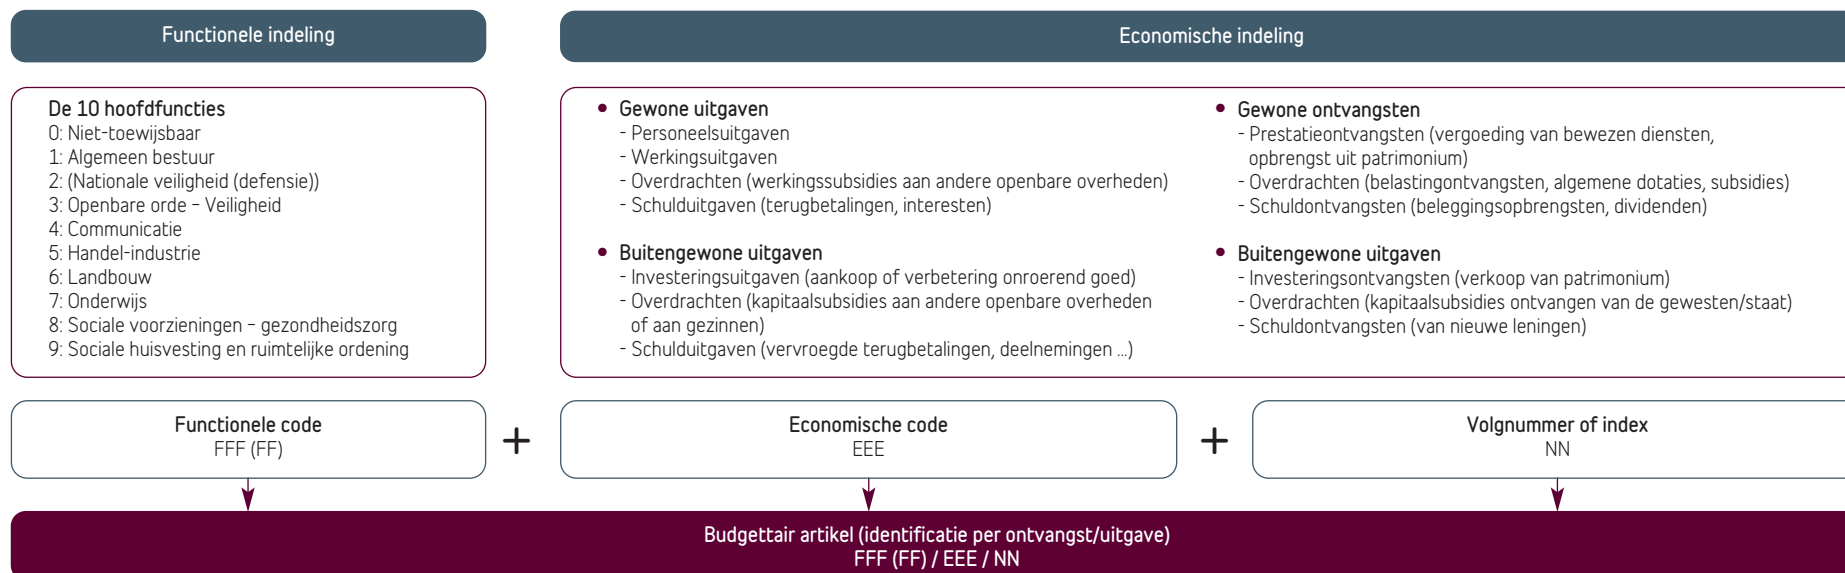 Functionele indeling
Economische indeling
De 10 hoofdfuncties
0: Niet-toewijsbaar
1: Algemeen bestuur
2: (Nationale veiligheid (defensie))
3: Openbare orde – Veiligheid
4: Communicatie
5: Handel-industrie
6: Landbouw
7: Onderwijs
8: Sociale voorzieningen – gezondheidszorg
9: Sociale huisvesting en ruimtelijke ordening
• Gewone uitgaven
- Personeelsuitgaven
- Werkingsuitgaven
- Overdrachten (werkingssubsidies aan andere openbare overheden)
- Schulduitgaven (terugbetalingen, interesten)
• Buitengewone uitgaven
- Investeringsuitgaven (aankoop of verbetering onroerend goed)
- Overdrachten (kapitaalsubsidies aan andere openbare overheden
of aan gezinnen)
- Schulduitgaven (vervroegde terugbetalingen, deelnemingen ...)
• Gewone ontvangsten
- Prestatieontvangsten (vergoeding van bewezen diensten,
opbrengst uit patrimonium)
- Overdrachten (belastingontvangsten, algemene dotaties, subsidies)
- Schuldontvangsten (beleggingsopbrengsten, dividenden)
• Buitengewone uitgaven
- Investeringsontvangsten (verkoop van patrimonium)
- Overdrachten (kapitaalsubsidies ontvangen van de gewesten/staat)
- Schuldontvangsten (van nieuwe leningen)
Functionele code
FFF (FF)
+
Economische code
EEE
+
Volgnummer of index
NN
Budgettair artikel (identificatie per ontvangst/uitgave)
FFF (FF) / EEE / NN